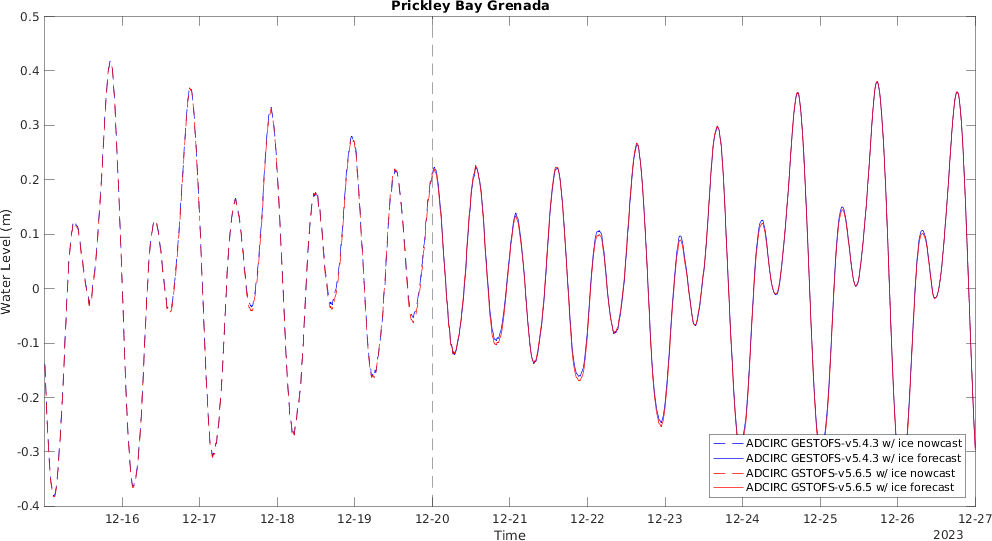 Prickley Bay Grenada
0.5
0.4
0.3
0.2
0.1
0
-0.1
-0.2
-0.3
-0.4
Water Level (m)
ADCIRC GESTOFS-v5.4.3 w/ ice nowcast
ADCIRC GESTOFS-v5.4.3 w/ ice forecast
ADCIRC GSTOFS-v5.6.5 w/ ice nowcast
ADCIRC GSTOFS-v5.6.5 w/ ice forecast
12-16 12-17 12-18 12-19 12-20 12-21 12-22 12-23 12-24 12-25 12-26 12-27
Time
2023